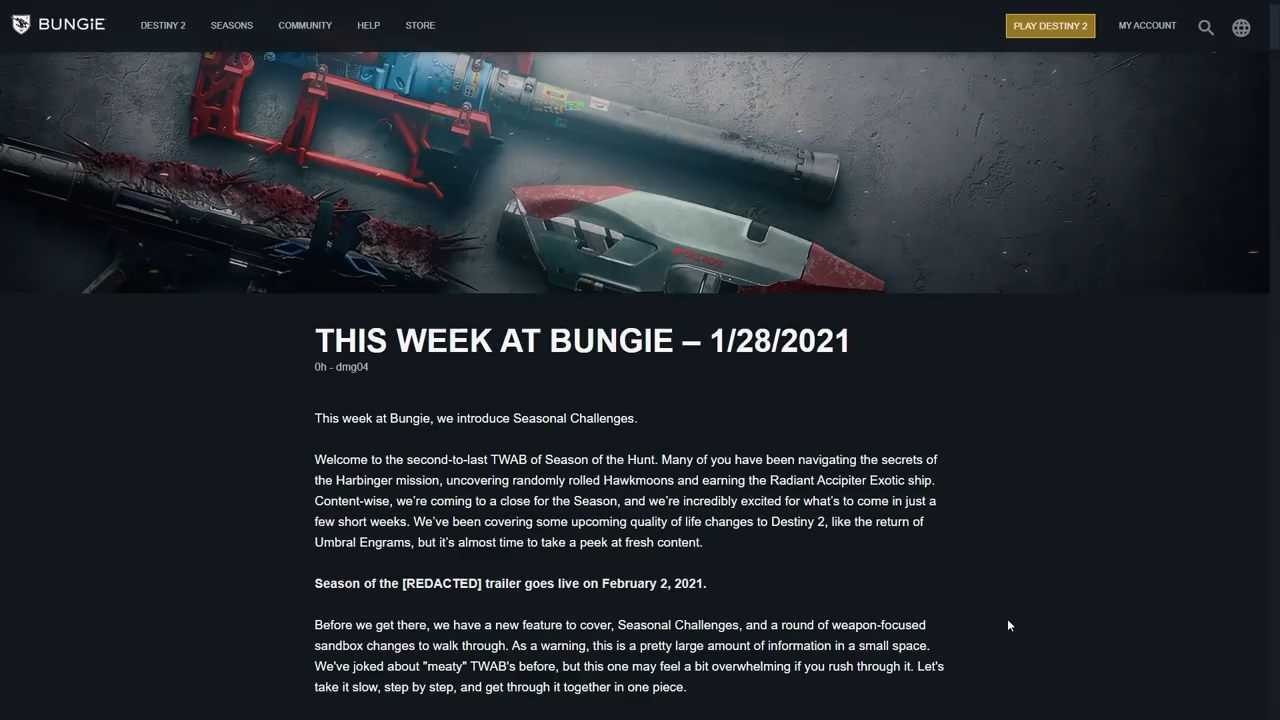 BUNGiE
DESTINY 2
SEASONS
COMMUNITY
HELP
STORE
PLAY DESTINY 2
MY ACCOUNT
THIS WEEK AT BUNGIE – 1/28/2021
0h - dmg04
This week at Bungie, we introduce Seasonal Challenges.
Welcome to the second-to-last TWAB of Season of the Hunt. Many of you have been navigating the secrets of
the Harbinger mission, uncovering randomly rolled Hawkmoons and earning the Radiant Accipiter Exotic ship.
Content-wise, we’re coming to a close for the Season, and we’re incredibly excited for what’s to come in just a
few short weeks. We’ve been covering some upcoming quality of life changes to Destiny 2, like the return of
Umbral Engrams, but it’s almost time to take a peek at fresh content.
Season of the [REDACTED] trailer goes live on February 2, 2021.
Before we get there, we have a new feature to cover, Seasonal Challenges, and a round of weapon-focused
sandbox changes to walk through. As a warning, this is a pretty large amount of information in a small space.
We've joked about "meaty" TWAB's before, but this one may feel a bit overwhelming if you rush through it. Let's
take it slow, step by step, and get through it together in one piece.